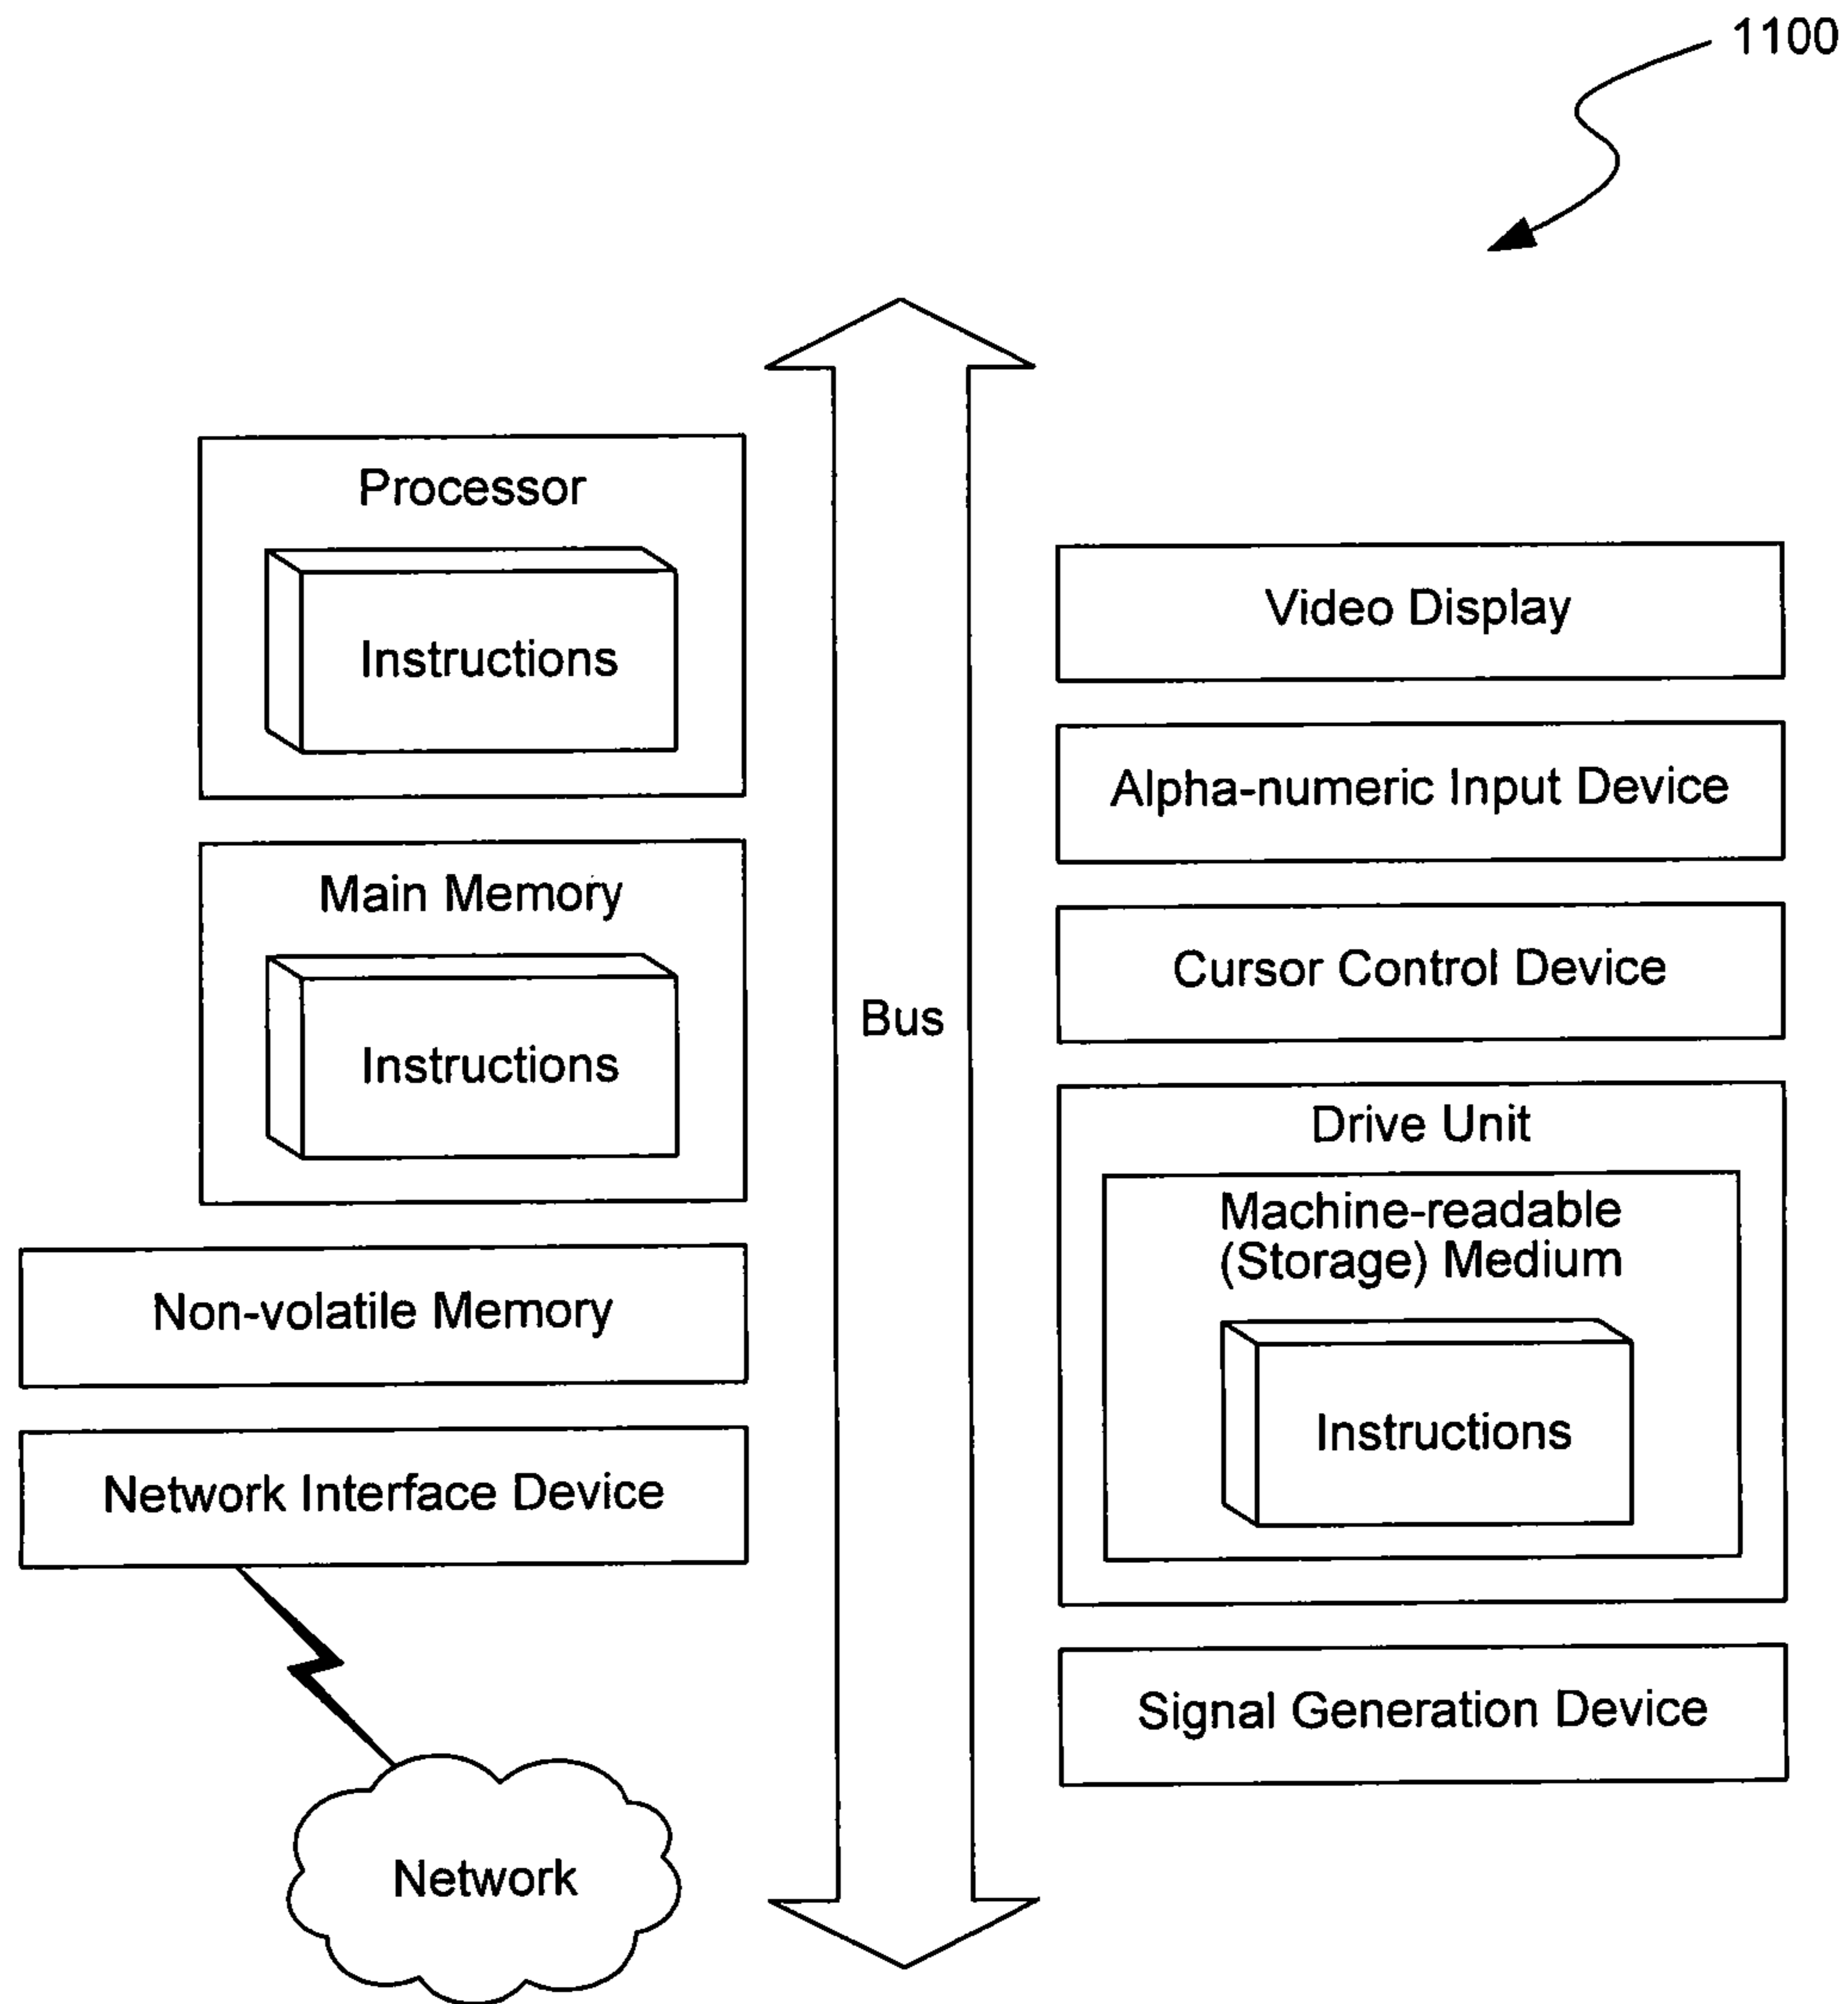 1100
Processor
Instructions
Main Memory
Instructions
Non-volatile Memory
Network Interface Device
Network
Bus
Video Display
Alpha-numeric Input Device
Cursor Control Device
Drive Unit
Machine-readable
(Storage) Medium
Instructions
Signal Generation Device